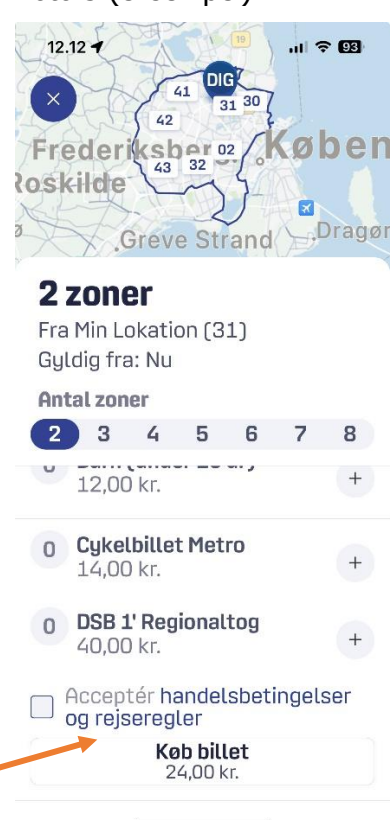 12.12
19
93
DIG
41
31 30
42
02
43 32
Frederiksber
Køben
Roskilde
Greve Strand
Dragør
2 zoner
Fra Min Lokation (31)
Gyldig fra: Nu
Antal zoner
2 3 4 5 6 7 8
0
12,00 kr.
+
0 Cykelbillet Metro
14,00 kr.
+
0 DSB 1' Regionaltog
40,00 kr.
+
Acceptér handelsbetingelser
og rejseregler
Køb billet
24,00 kr.